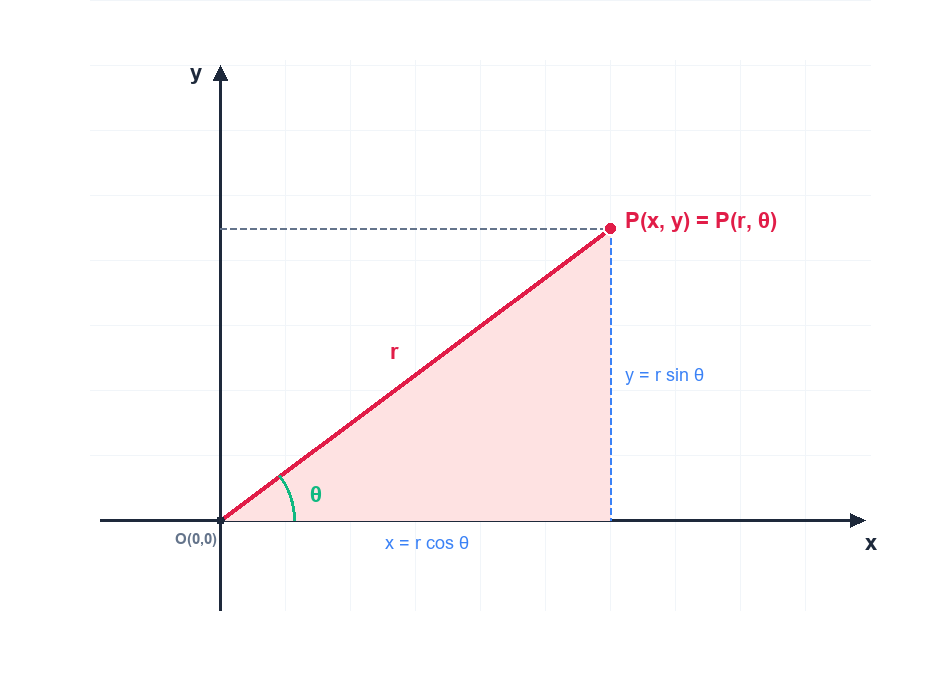 y
P(x, y) = P(r, θ)
r
y = r sin θ
θ
O(0,0)
x = r cos θ
x